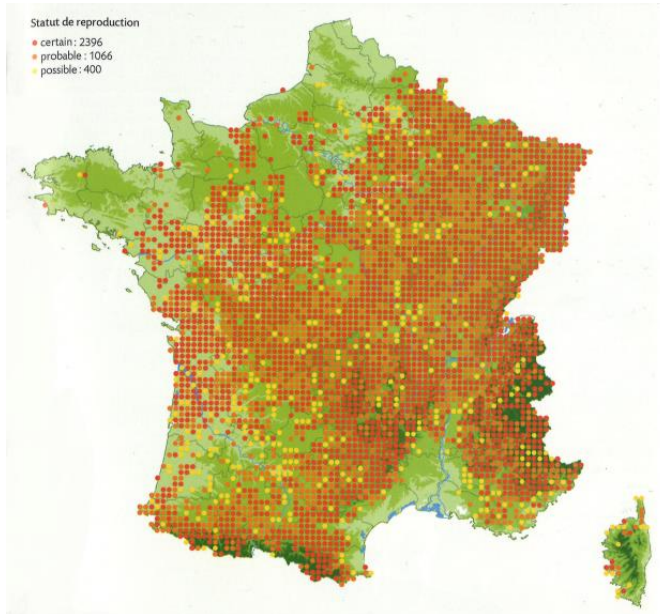 Statut de reproduction
certain : 2396
probable : 1066
possible : 400